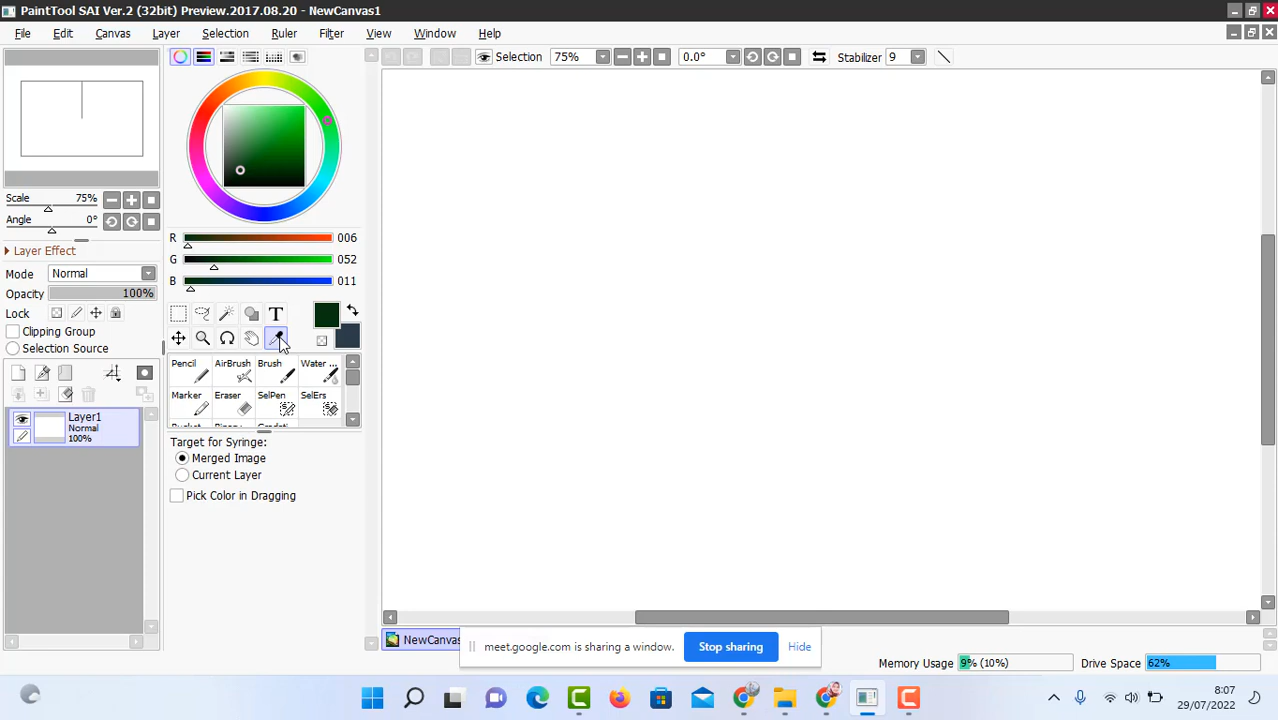 PaintTool SAI Ver.2 (32bit) Preview.2017.08.20 - NewCanvas1
File Edit Canvas Layer Selection Ruler Filter View Window Help
Selection 75% 0.0° Stabilizer 9
Scale 75%
Angle 0°
Layer Effect
Mode Normal
Opacity 100%
Lock
Clipping Group
Selection Source
Layer1
Normal
100%
R 006
G 052
B 011
T
Pencil AirBrush Brush Water ...
Marker Eraser SelPen SelErs
Target for Syringe:
Merged Image
Current Layer
Pick Color in Dragging
NewCanvas
meet.google.com is sharing a window. Stop sharing Hide
Memory Usage 9% (10%) Drive Space 62%
8:07
29/07/2022